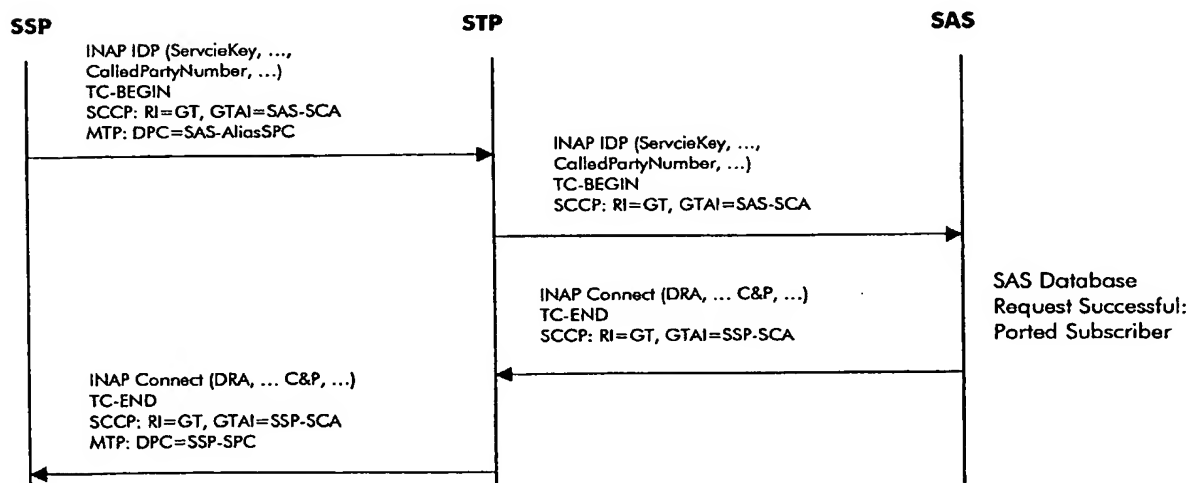 SSP
STP
SAS
INAP IDP (ServcieKey, ...,
CalledPartyNumber, ...)
TC-BEGIN
SCCP: RI=GT, GTAI=SAS-SCA
MTP: DPC=SAS-AliasSPC
INAP IDP (ServcieKey, ...,
CalledPartyNumber, ...)
TC-BEGIN
SCCP: RI=GT, GTAI=SAS-SCA
INAP Connect (DRA, ... C&P, ...)
TC-END
SCCP: RI=GT, GTAI=SSP-SCA
SAS Database
Request Successful:
Ported Subscriber
INAP Connect (DRA, ... C&P, ...)
TC-END
SCCP: RI=GT, GTAI=SSP-SCA
MTP: DPC=SSP-SPC